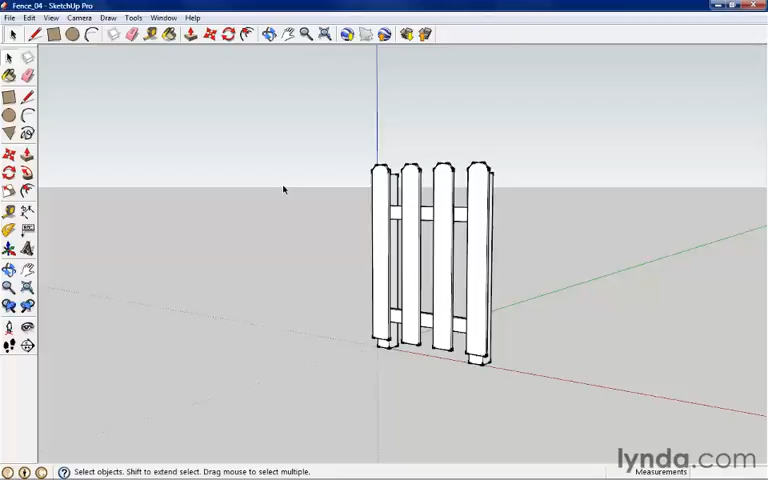 Fence_04 - SketchUp Pro
File Edit View Camera Draw Tools Window Help
Select objects. Shift to extend select. Drag mouse to select multiple.
Measurements
lynda.com